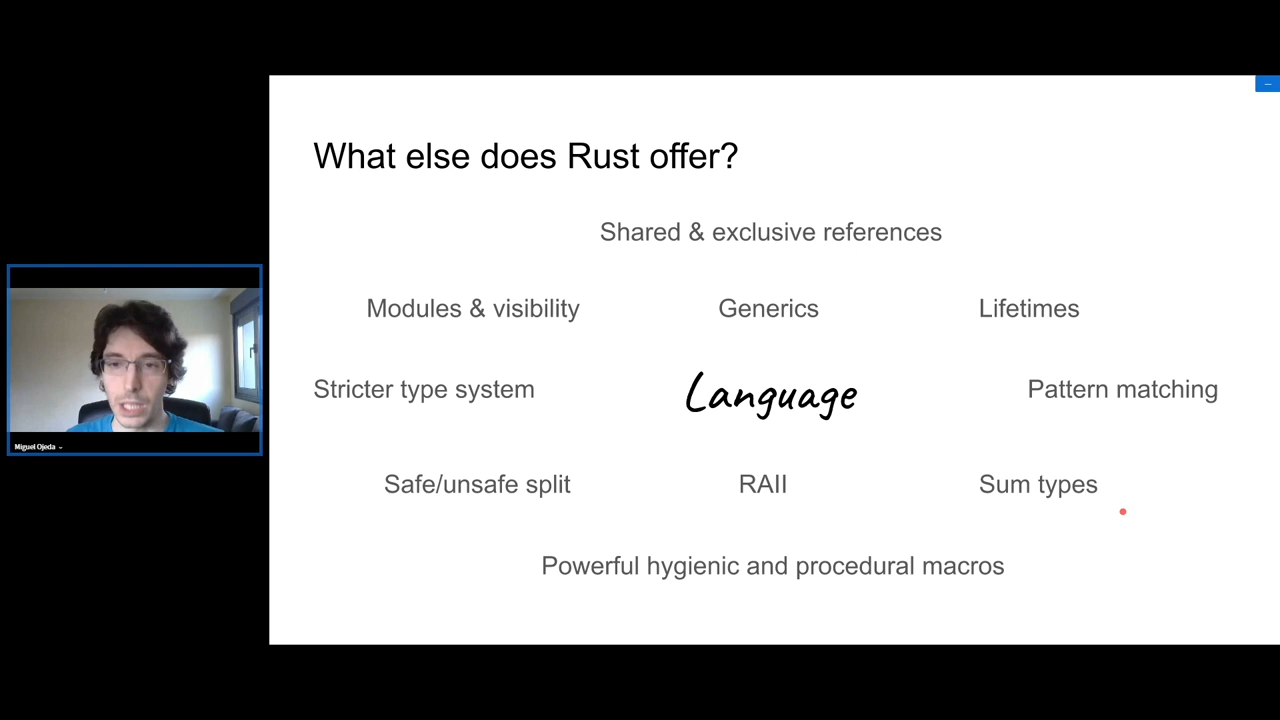 What else does Rust offer?
Shared & exclusive references
Modules & visibility
Generics
Lifetimes
Stricter type system
Language
Pattern matching
Safe/unsafe split
RAII
Sum types
Powerful hygienic and procedural macros
Miguel Ojeda